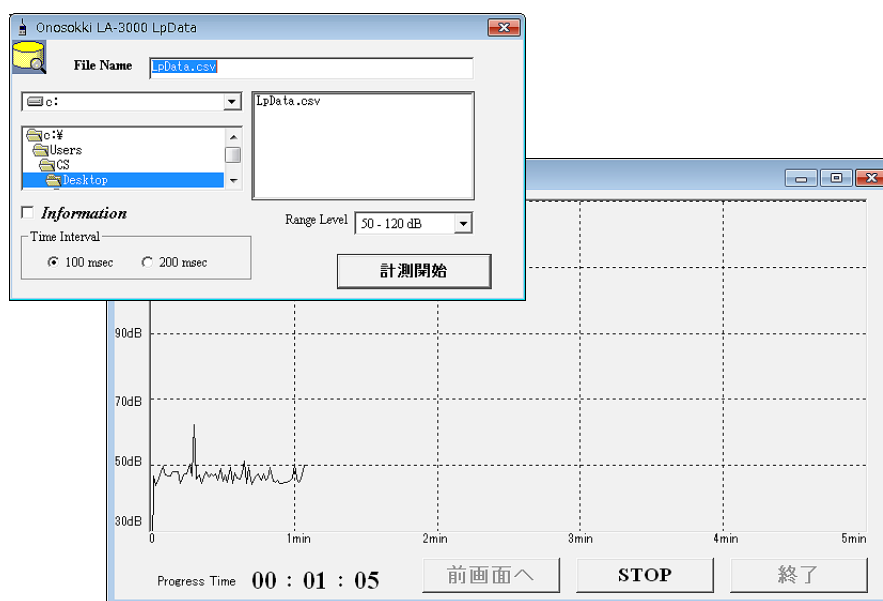 Onosokki LA-3000 LpData
File Name
LpData.csv
c:
LpData.csv
c:¥
Users
CS
Desktop
Information
Range Level
50 - 120 dB
Time Interval
100 msec
200 msec
計測開始
90dB
70dB
50dB
30dB
0 1min 2min 3min 4min 5min
Progress Time 00 : 01 : 05
前画面へ
STOP
終了